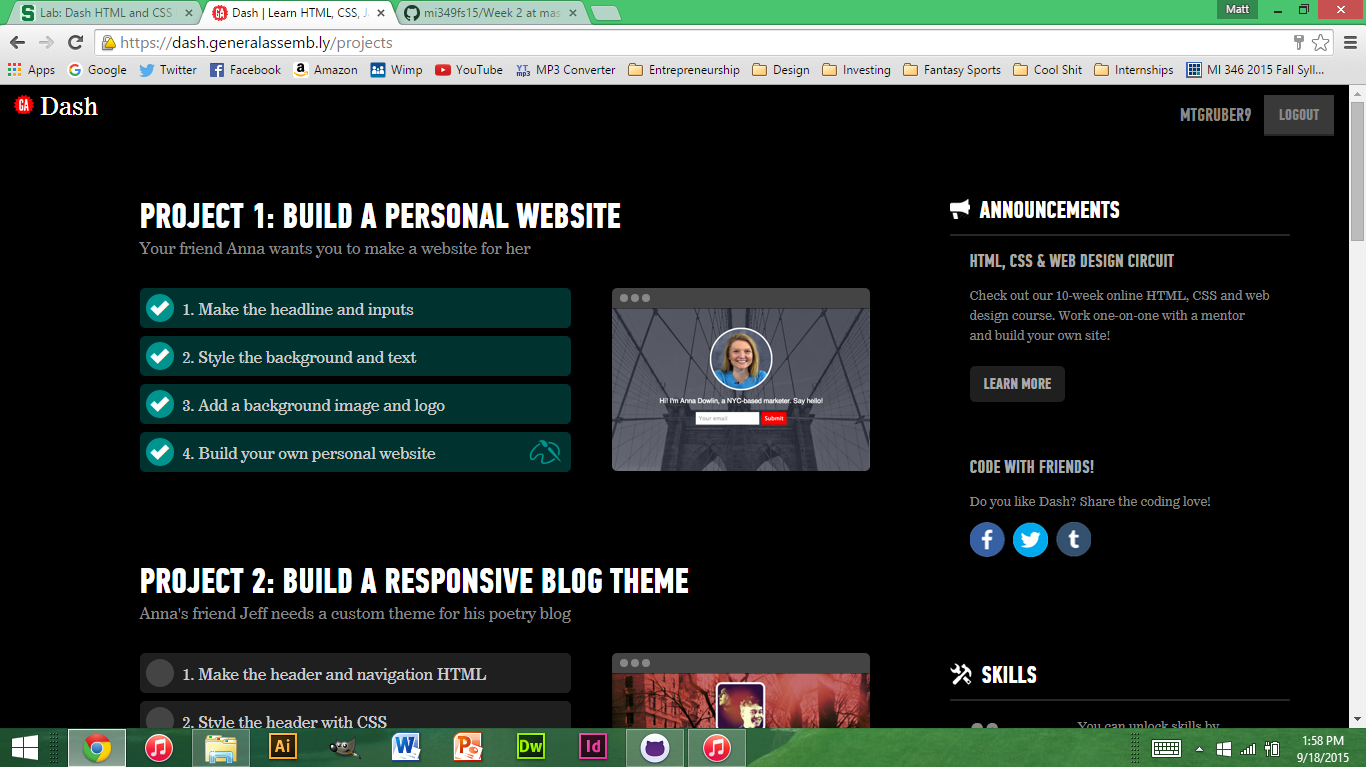 Lab: Dash HTML and CSS
Dash | Learn HTML, CSS, J
mi349fs15/Week 2 at mas
Matt
https://dash.generalassemb.ly/projects
Apps
Google
Twitter
Facebook
Amazon
Wimp
YouTube
YT mp3
MP3 Converter
Entrepreneurship
Design
Investing
Fantasy Sports
Cool Shit
Internships
MI 346 2015 Fall Syll...
GA
Dash
MTGRUBER9
LOGOUT
PROJECT 1: BUILD A PERSONAL WEBSITE
Your friend Anna wants you to make a website for her
1. Make the headline and inputs
2. Style the background and text
3. Add a background image and logo
4. Build your own personal website
Hi! I'm Anna Dowlin, a NYC-based marketer. Say hello!
Your email
Submit
ANNOUNCEMENTS
HTML, CSS & WEB DESIGN CIRCUIT
Check out our 10-week online HTML, CSS and web
design course. Work one-on-one with a mentor
and build your own site!
LEARN MORE
CODE WITH FRIENDS!
Do you like Dash? Share the coding love!
PROJECT 2: BUILD A RESPONSIVE BLOG THEME
Anna's friend Jeff needs a custom theme for his poetry blog
1. Make the header and navigation HTML
2. Style the header with CSS
SKILLS
You can unlock skills by
Ai
Dw
Id
1:58 PM
9/18/2015